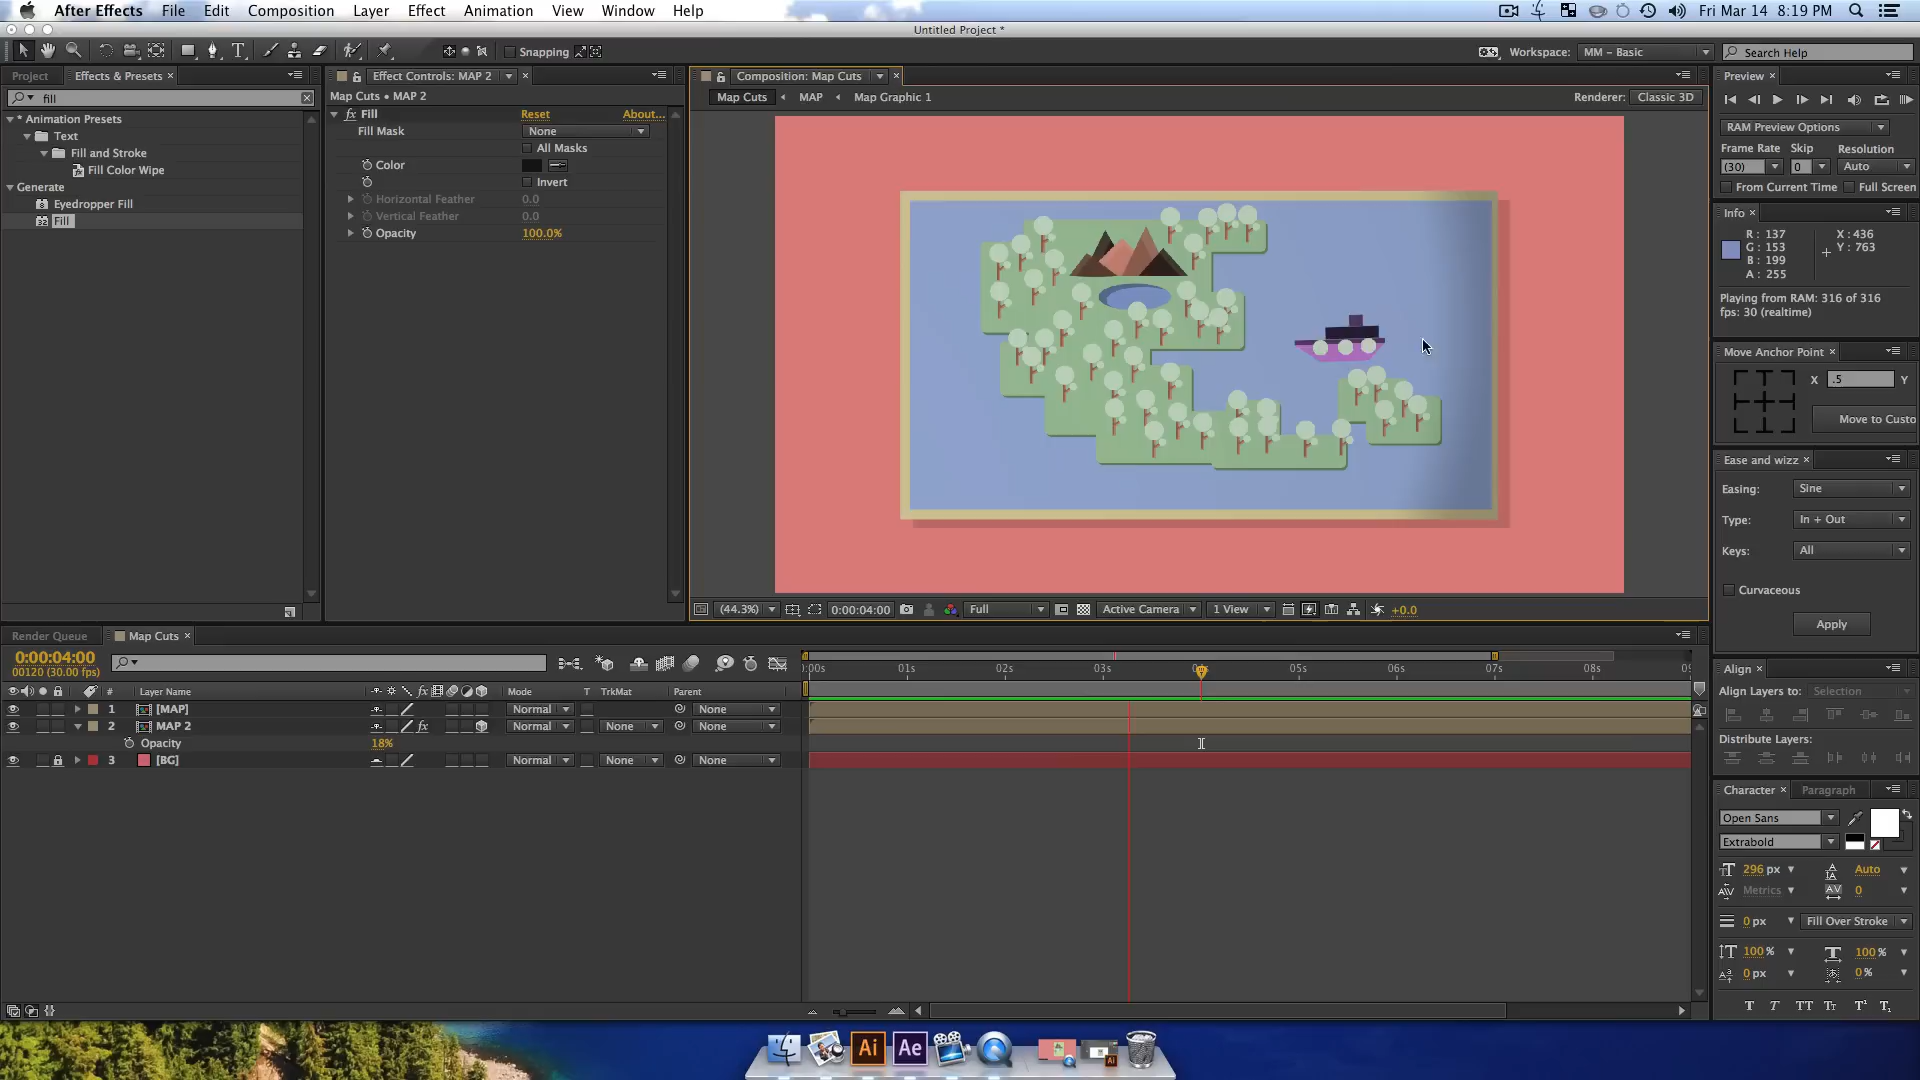 After Effects File Edit Composition Layer Effect Animation View Window Help Fri Mar 14 8:19 PM
Untitled Project *
Snapping Workspace: MM – Basic Search Help
Project Effects & Presets
fill
* Animation Presets
Text
Fill and Stroke
Fill Color Wipe
Generate
Eyedropper Fill
Fill
Effect Controls: MAP 2
Map Cuts • MAP 2
fx Fill Reset About...
Fill Mask None
All Masks
Color
Invert
Horizontal Feather 0.0
Vertical Feather 0.0
Opacity 100.0%
Composition: Map Cuts
Map Cuts MAP Map Graphic 1 Renderer: Classic 3D
(44.3%) 0:00:04:00 Full Active Camera 1 View +0.0
Preview
RAM Preview Options
Frame Rate Skip Resolution
(30) 0 Auto
From Current Time Full Screen
Info
R : 137 X : 436
G : 153 Y : 763
B : 199
A : 255
Playing from RAM: 316 of 316
fps: 30 (realtime)
Move Anchor Point
X .5 Y
Move to Custo
Ease and wizz
Easing: Sine
Type: In + Out
Keys: All
Curvaceous
Apply
Align
Align Layers to: Selection
Distribute Layers:
Character Paragraph
Open Sans
Extrabold
296 px Auto
Metrics 0
0 px Fill Over Stroke
100 % 100 %
0 px 0 %
T T TT Tt T¹ T₁
Render Queue Map Cuts
0:00:04:00
00120 (30.00 fps)
:00s 01s 02s 03s 05s 06s 07s 08s
# Layer Name fx Mode T TrkMat Parent
1 [MAP] Normal None
2 MAP 2 fx Normal None None
Opacity 18%
3 [BG] Normal None None
Ai Ae